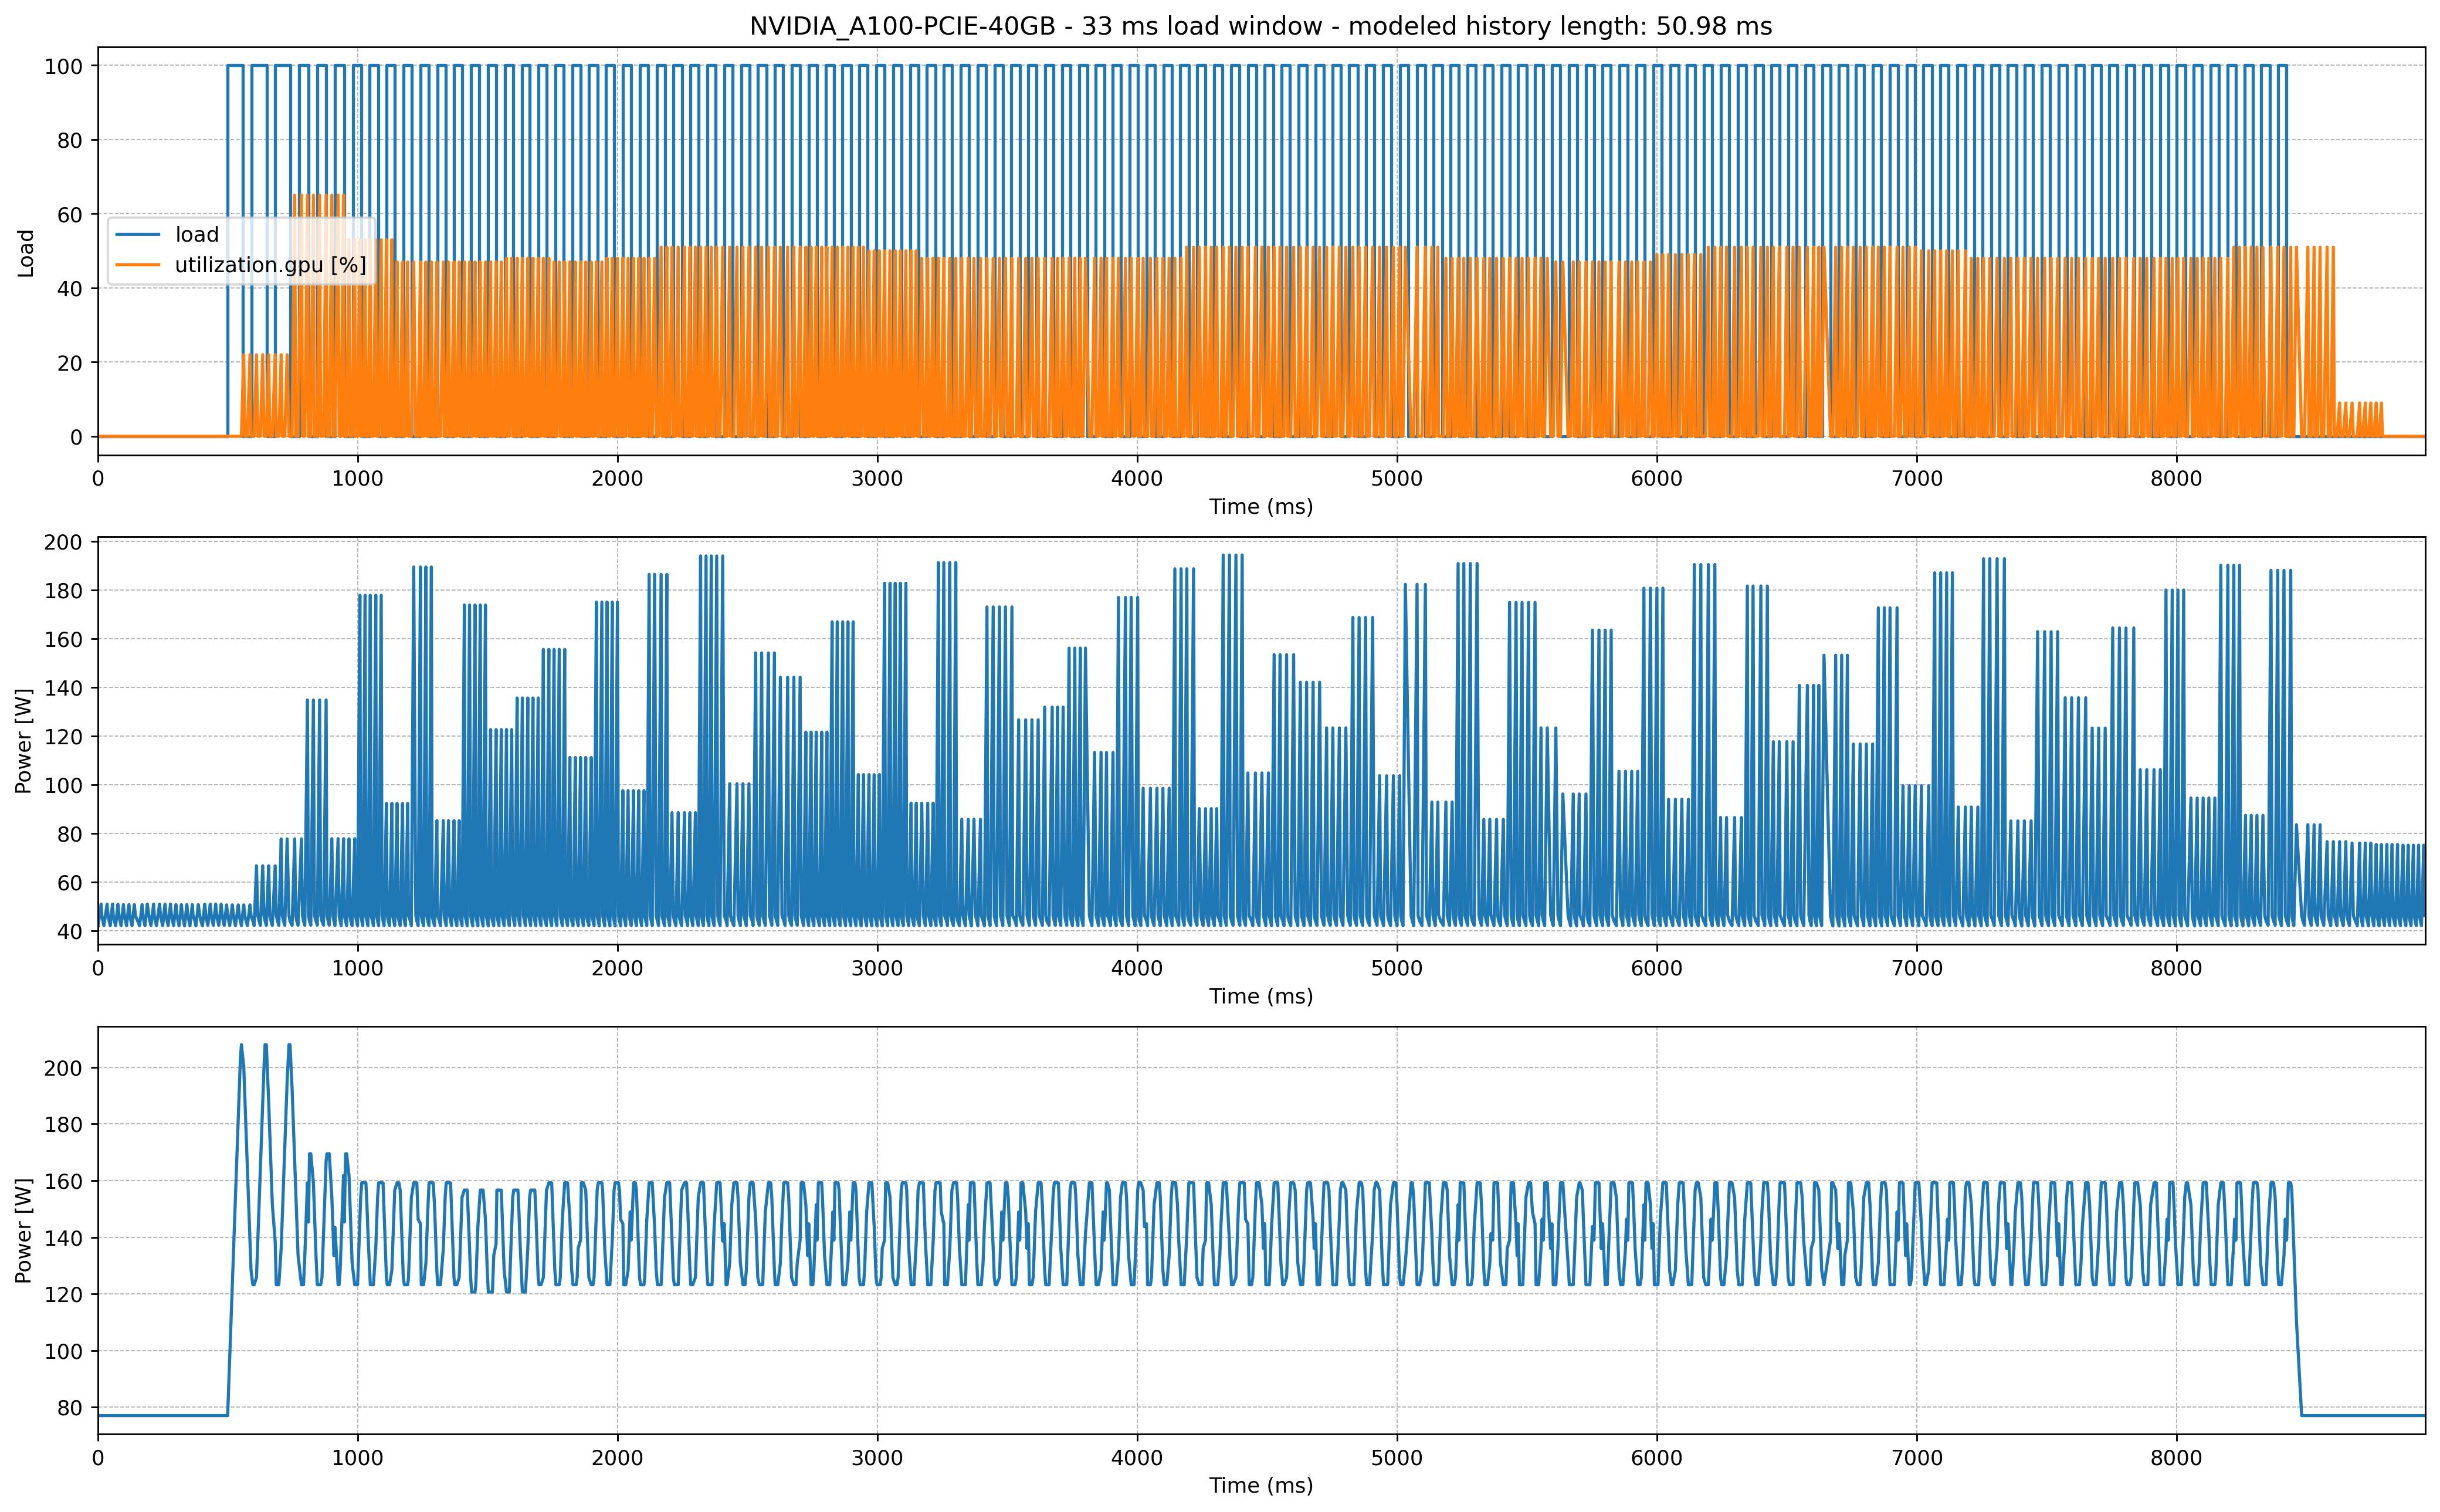 NVIDIA_A100-PCIE-40GB - 33 ms load window - modeled history length: 50.98 ms
100
80
60
40
20
0
Load
load
utilization.gpu [%]
0 1000 2000 3000 4000 5000 6000 7000 8000
Time (ms)
200
180
160
140
120
100
80
60
40
Power [W]
0 1000 2000 3000 4000 5000 6000 7000 8000
Time (ms)
200
180
160
140
120
100
80
Power [W]
0 1000 2000 3000 4000 5000 6000 7000 8000
Time (ms)